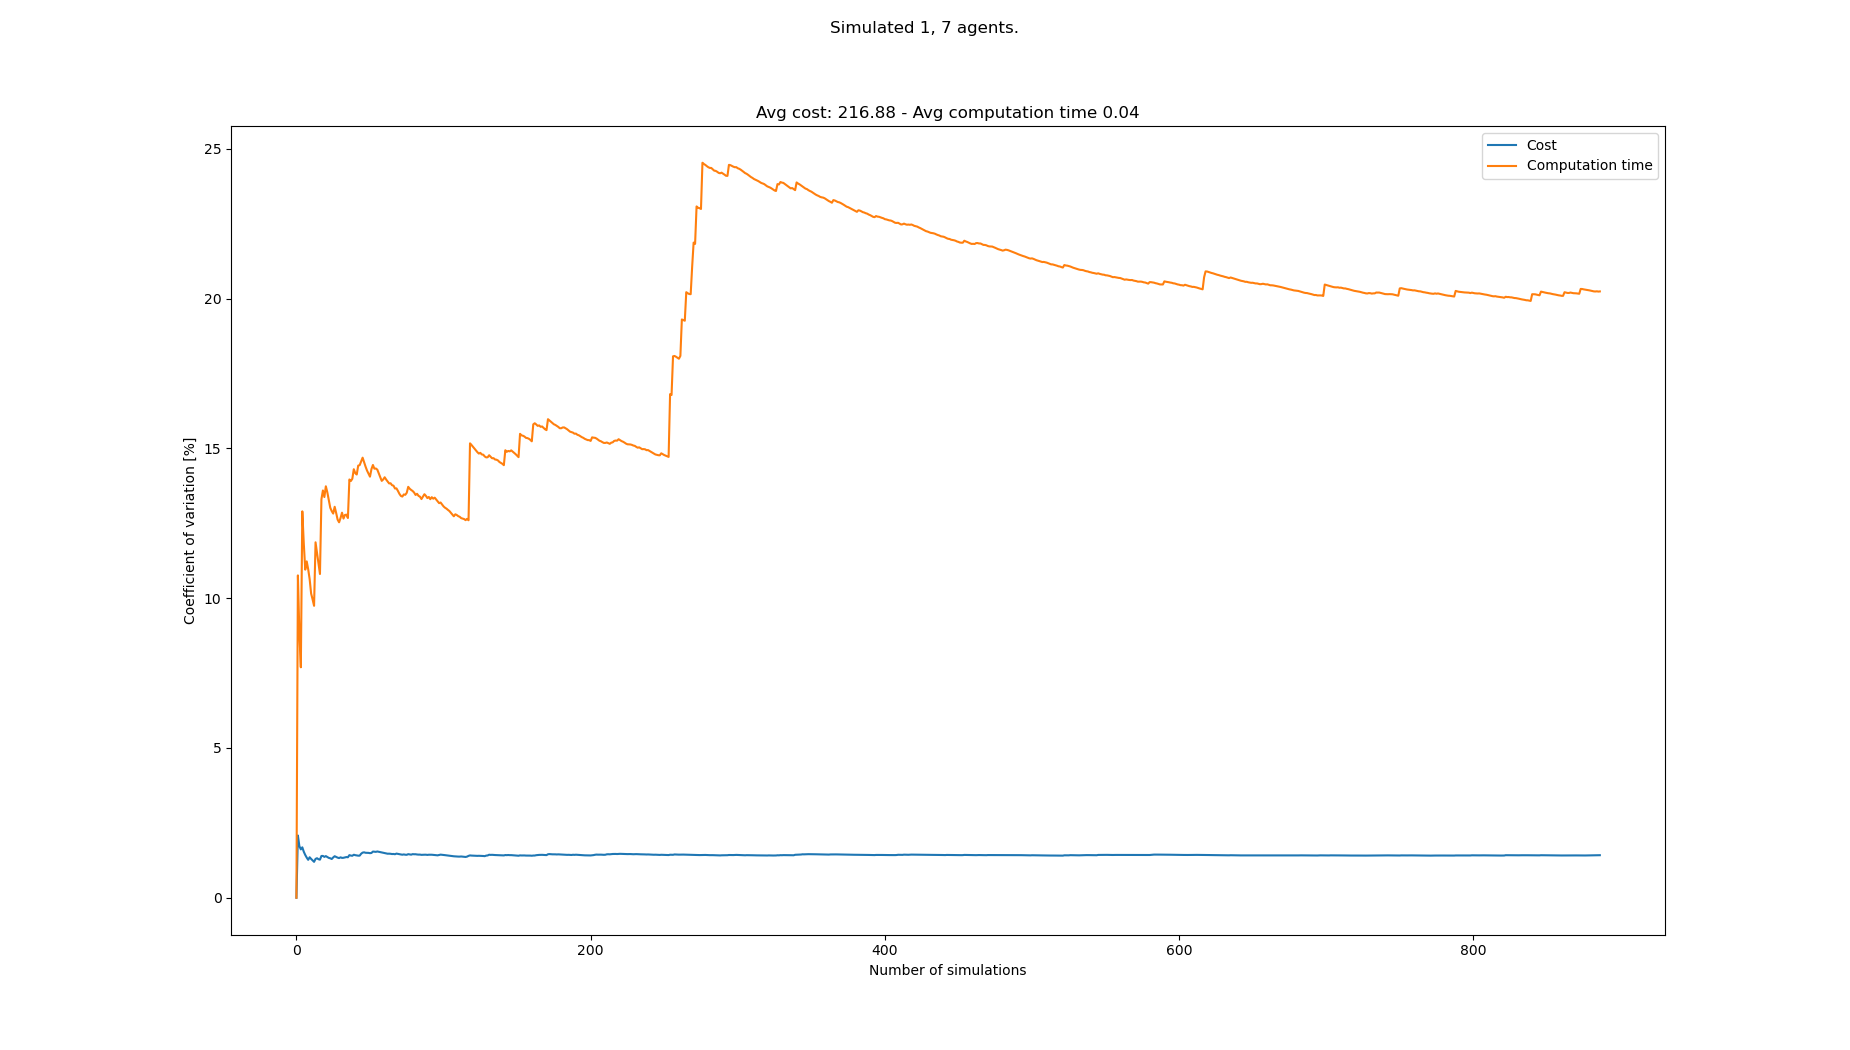 Simulated 1, 7 agents.
Avg cost: 216.88 - Avg computation time 0.04
Cost
Computation time
Coefficient of variation [%]
25
20
15
10
5
0
0 200 400 600 800
Number of simulations